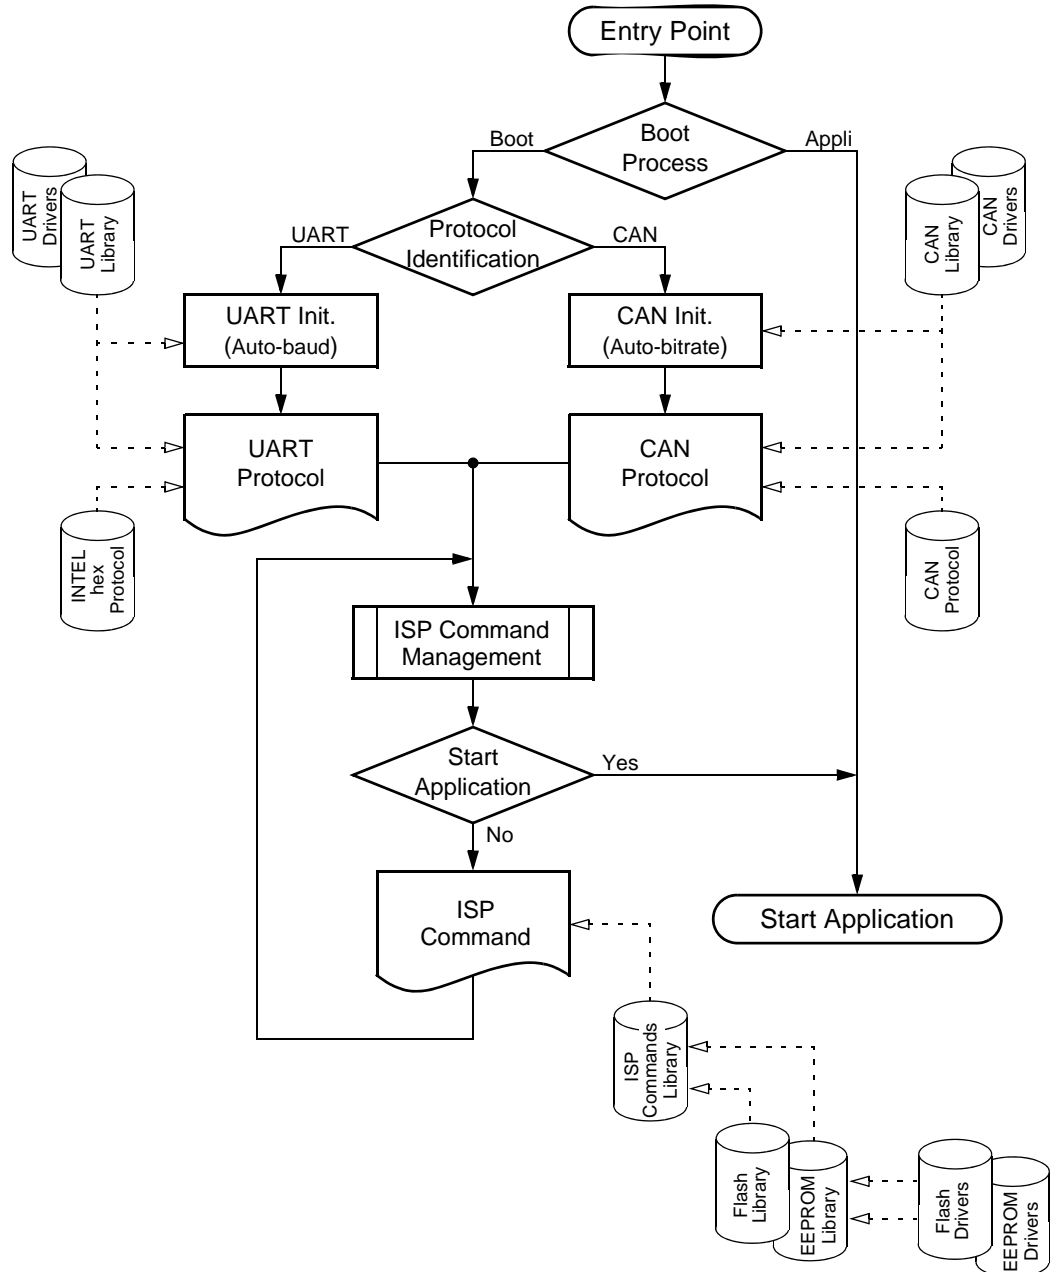 Entry Point
Boot
Process
Boot
Appli
UART
Drivers
UART
Library
CAN
Library
CAN
Drivers
Protocol
Identification
UART
CAN
UART Init.
(Auto-baud)
CAN Init.
(Auto-bitrate)
UART
Protocol
CAN
Protocol
INTEL
hex
Protocol
CAN
Protocol
ISP Command
Management
Start
Application
Yes
No
ISP
Command
Start Application
ISP
Commands
Library
Flash
Library
EEPROM
Library
Flash
Drivers
EEPROM
Drivers